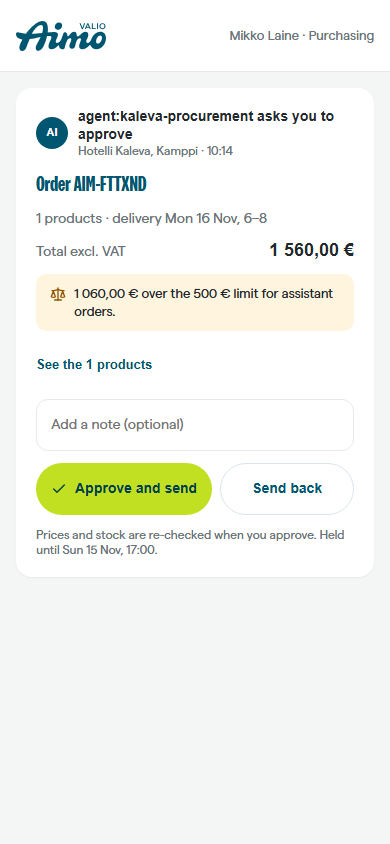 VALIO
Aimo
Mikko Laine · Purchasing
AI
agent:kaleva-procurement asks you to
approve
Hotelli Kaleva, Kamppi · 10:14
Order AIM-FTTXND
1 products · delivery Mon 16 Nov, 6–8
Total excl. VAT
1 560,00 €
1 060,00 € over the 500 € limit for assistant
orders.
See the 1 products
Add a note (optional)
Approve and send
Send back
Prices and stock are re-checked when you approve. Held
until Sun 15 Nov, 17:00.